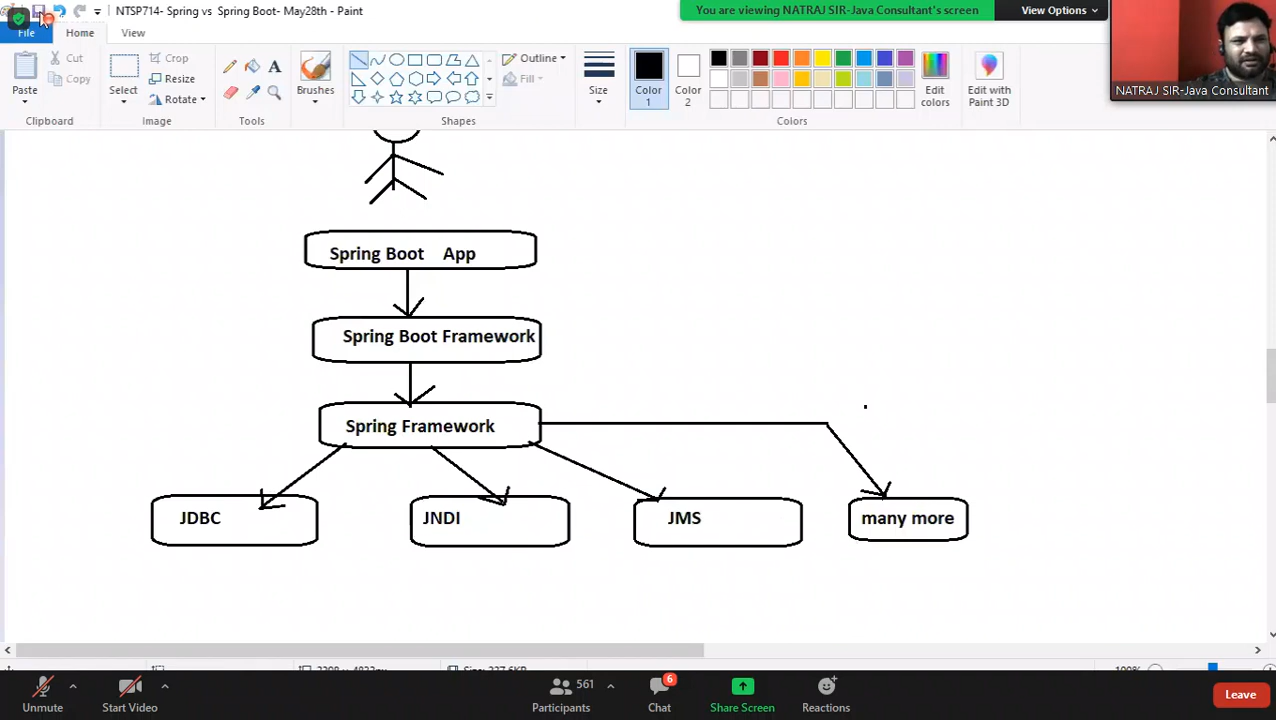 NTSP714- Spring vs  Spring Boot- May28th - Paint
You are viewing NATRAJ SIR-Java Consultant's screen
View Options
File
Home
View
Paste
Cut
Copy
Clipboard
Select
Crop
Resize
Rotate
Image
Tools
Brushes
Outline
Fill
Shapes
Size
Color 1
Color 2
Edit colors
Colors
Edit with Paint 3D
NATRAJ SIR-Java Consultant
Spring Boot    App
Spring Boot Framework
Spring Framework
JDBC
JNDI
JMS
many more
100%
Unmute
Start Video
561
Participants
6
Chat
Share Screen
Reactions
Leave